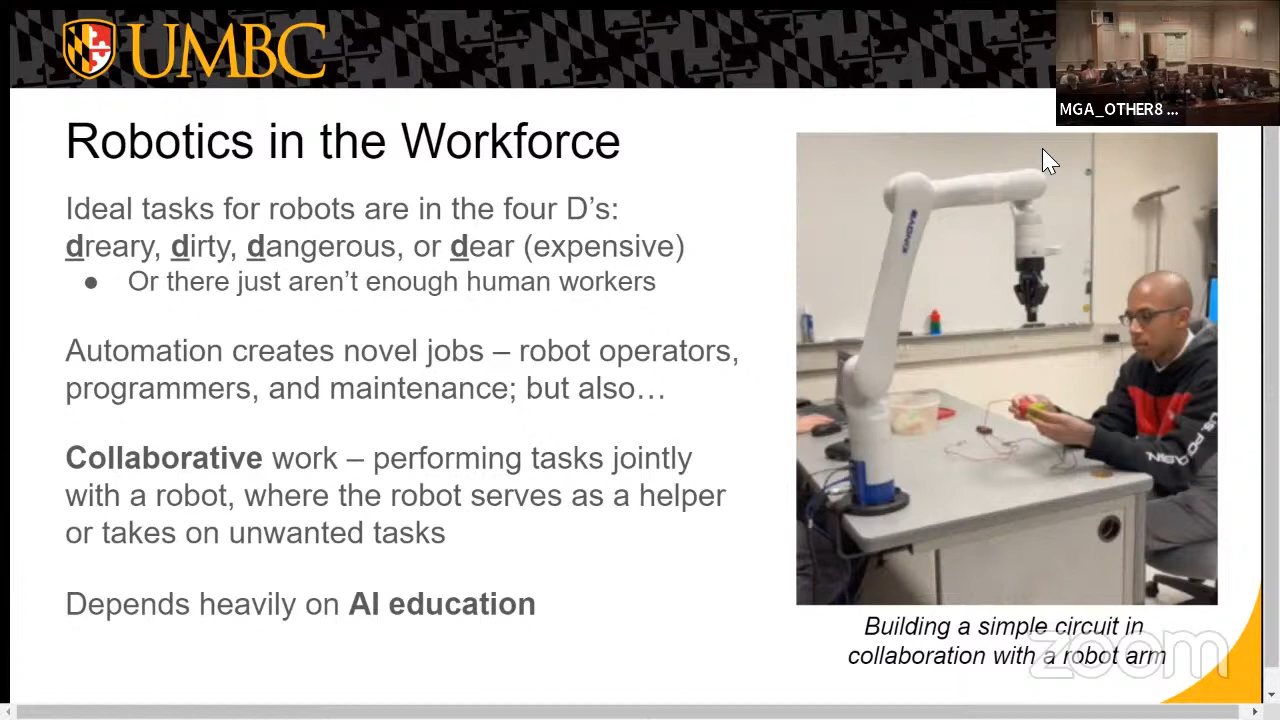 UMBC
MGA_OTHER8 ...
Robotics in the Workforce
Ideal tasks for robots are in the four D's:
dreary, dirty, dangerous, or dear (expensive)
● Or there just aren't enough human workers
Automation creates novel jobs – robot operators,
programmers, and maintenance; but also…
Collaborative work – performing tasks jointly
with a robot, where the robot serves as a helper
or takes on unwanted tasks
Depends heavily on AI education
Building a simple circuit in
collaboration with a robot arm
zoom